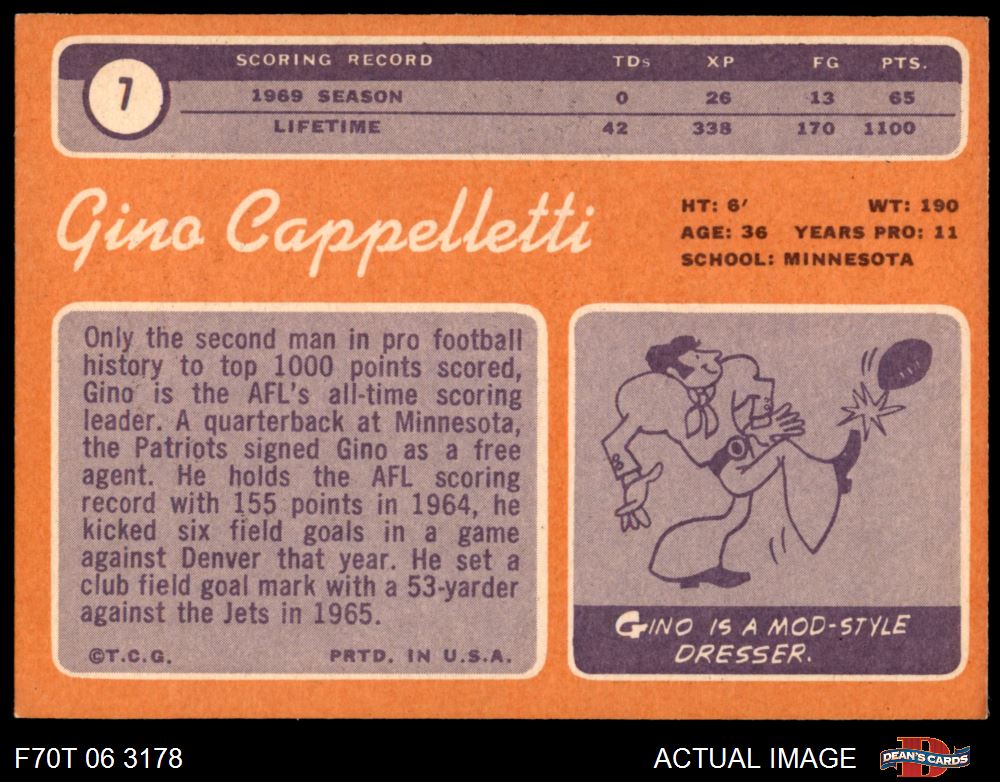 7
SCORING RECORD TDs XP FG PTS.
1969 SEASON 0 26 13 65
LIFETIME 42 338 170 1100
Gino Cappelletti
HT: 6' WT: 190
AGE: 36 YEARS PRO: 11
SCHOOL: MINNESOTA
Only the second man in pro football
history to top 1000 points scored,
Gino is the AFL's all-time scoring
leader. A quarterback at Minnesota,
the Patriots signed Gino as a free
agent. He holds the AFL scoring
record with 155 points in 1964, he
kicked six field goals in a game
against Denver that year. He set a
club field goal mark with a 53-yarder
against the Jets in 1965.
©T.C.G. PRTD. IN U.S.A.
GINO IS A MOD-STYLE
DRESSER.
F70T 06 3178 ACTUAL IMAGE DEAN'S CARDS